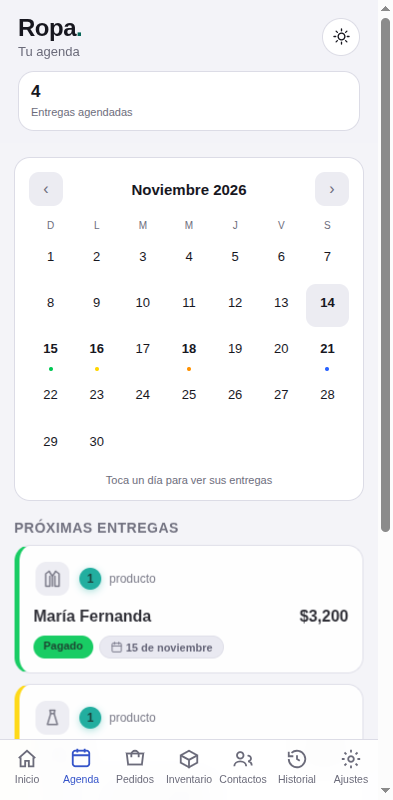 Ropa.
Tu agenda
4
Entregas agendadas
‹ Noviembre 2026 ›
D L M M J V S
1 2 3 4 5 6 7
8 9 10 11 12 13 14
15 16 17 18 19 20 21
22 23 24 25 26 27 28
29 30
Toca un día para ver sus entregas
PRÓXIMAS ENTREGAS
1 producto
María Fernanda $3,200
Pagado 15 de noviembre
1 producto
Inicio Agenda Pedidos Inventario Contactos Historial Ajustes